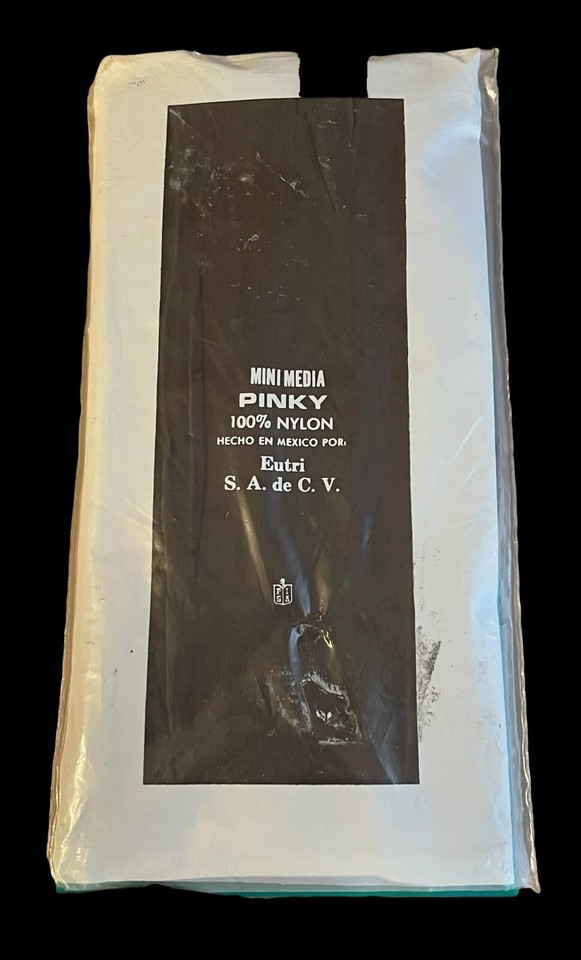 MINI MEDIA
PINKY
100% NYLON
HECHO EN MEXICO POR:
Eutri
S. A. de C. V.